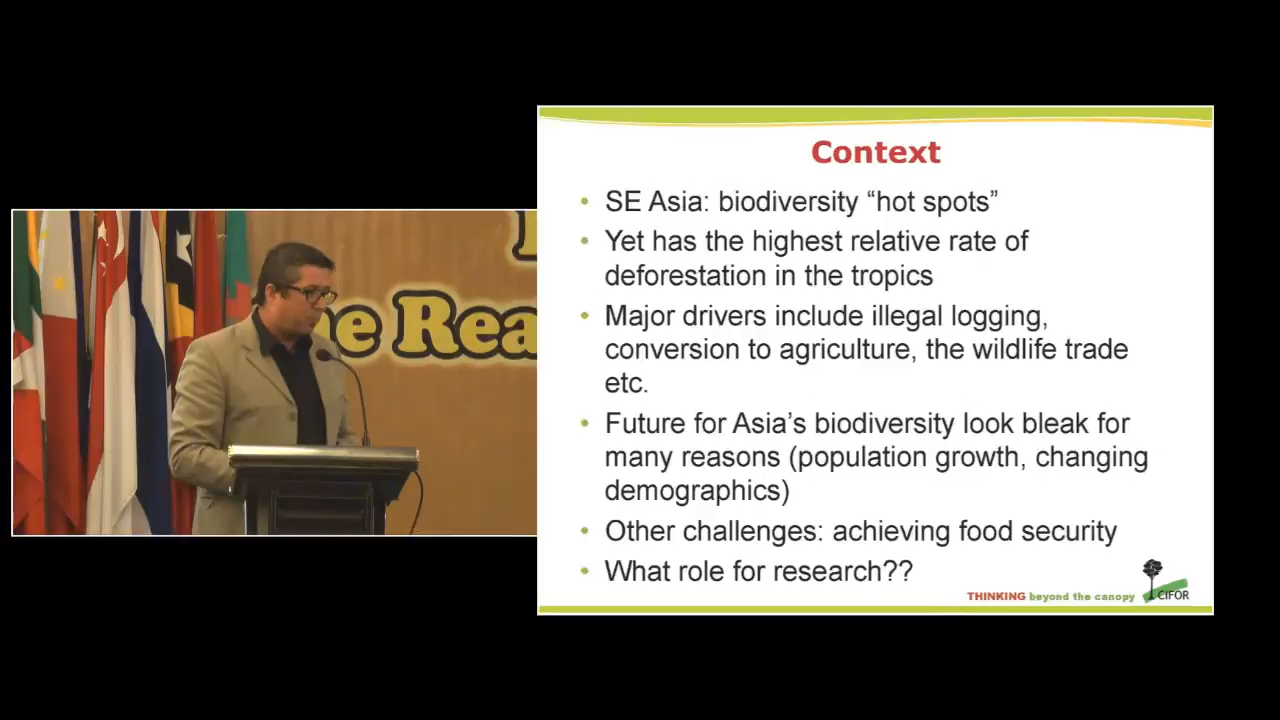 ne Rea
Context
• SE Asia: biodiversity “hot spots”
• Yet has the highest relative rate of
deforestation in the tropics
• Major drivers include illegal logging,
conversion to agriculture, the wildlife trade
etc.
• Future for Asia’s biodiversity look bleak for
many reasons (population growth, changing
demographics)
• Other challenges: achieving food security
• What role for research??
THINKING beyond the canopy
CIFOR